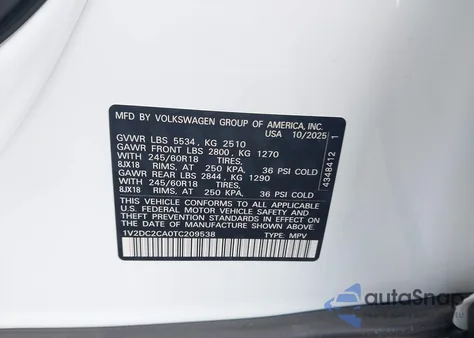 MFD BY VOLKSWAGEN GROUP OF AMERICA, INC.
USA 10/2025
GVWR LBS 5534, KG 2510
GAWR FRONT LBS 2800, KG 1270
WITH 245/60R18 TIRES,
8JX18 RIMS, AT 250 KPA, 36 PSI COLD
GAWR REAR LBS 2844, KG 1290
WITH 245/60R18 TIRES,
8JX18 RIMS, AT 250 KPA, 36 PSI COLD
THIS VEHICLE CONFORMS TO ALL APPLICABLE
FEDERAL MOTOR VEHICLE SAFETY AND THEFT
PREVENTION STANDARDS IN EFFECT ON THE
DATE OF MANUFACTURE SHOWN ABOVE.
1V2DC2CA0TC209538 TYPE: MPV
4348412 1
autoSnap